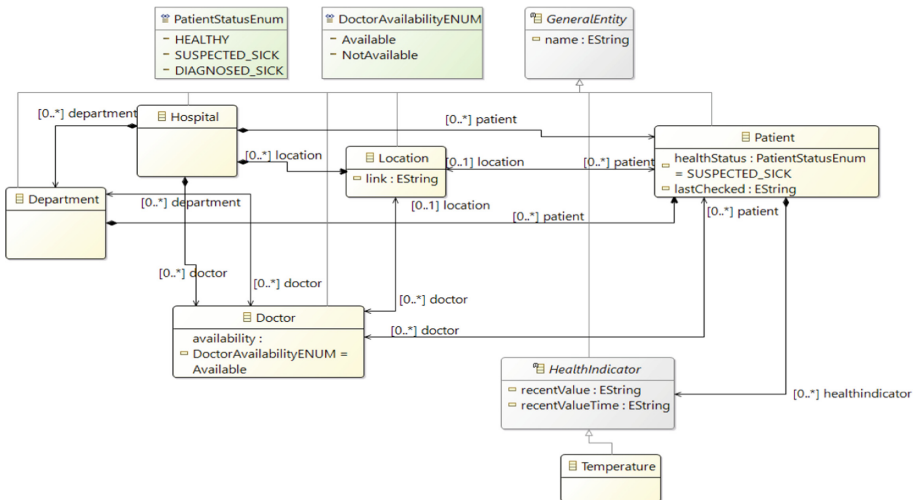 PatientStatusEnum
HEALTHY
SUSPECTED_SICK
DIAGNOSED_SICK
DoctorAvailabilityENUM
Available
NotAvailable
GeneralEntity
name : EString
[0..*] department
Hospital
[0..*] patient
[0..*] location
Location
link : EString
[0..1] location
[0..*] patient
Patient
healthStatus : PatientStatusEnum
= SUSPECTED_SICK
lastChecked : EString
Department
[0..*] department
[0..1] location
[0..*] patient
[0..*] patient
[0..*] doctor
[0..*] doctor
[0..*] doctor
Doctor
availability :
DoctorAvailabilityENUM =
Available
[0..*] doctor
HealthIndicator
recentValue : EString
recentValueTime : EString
[0..*] healthindicator
Temperature